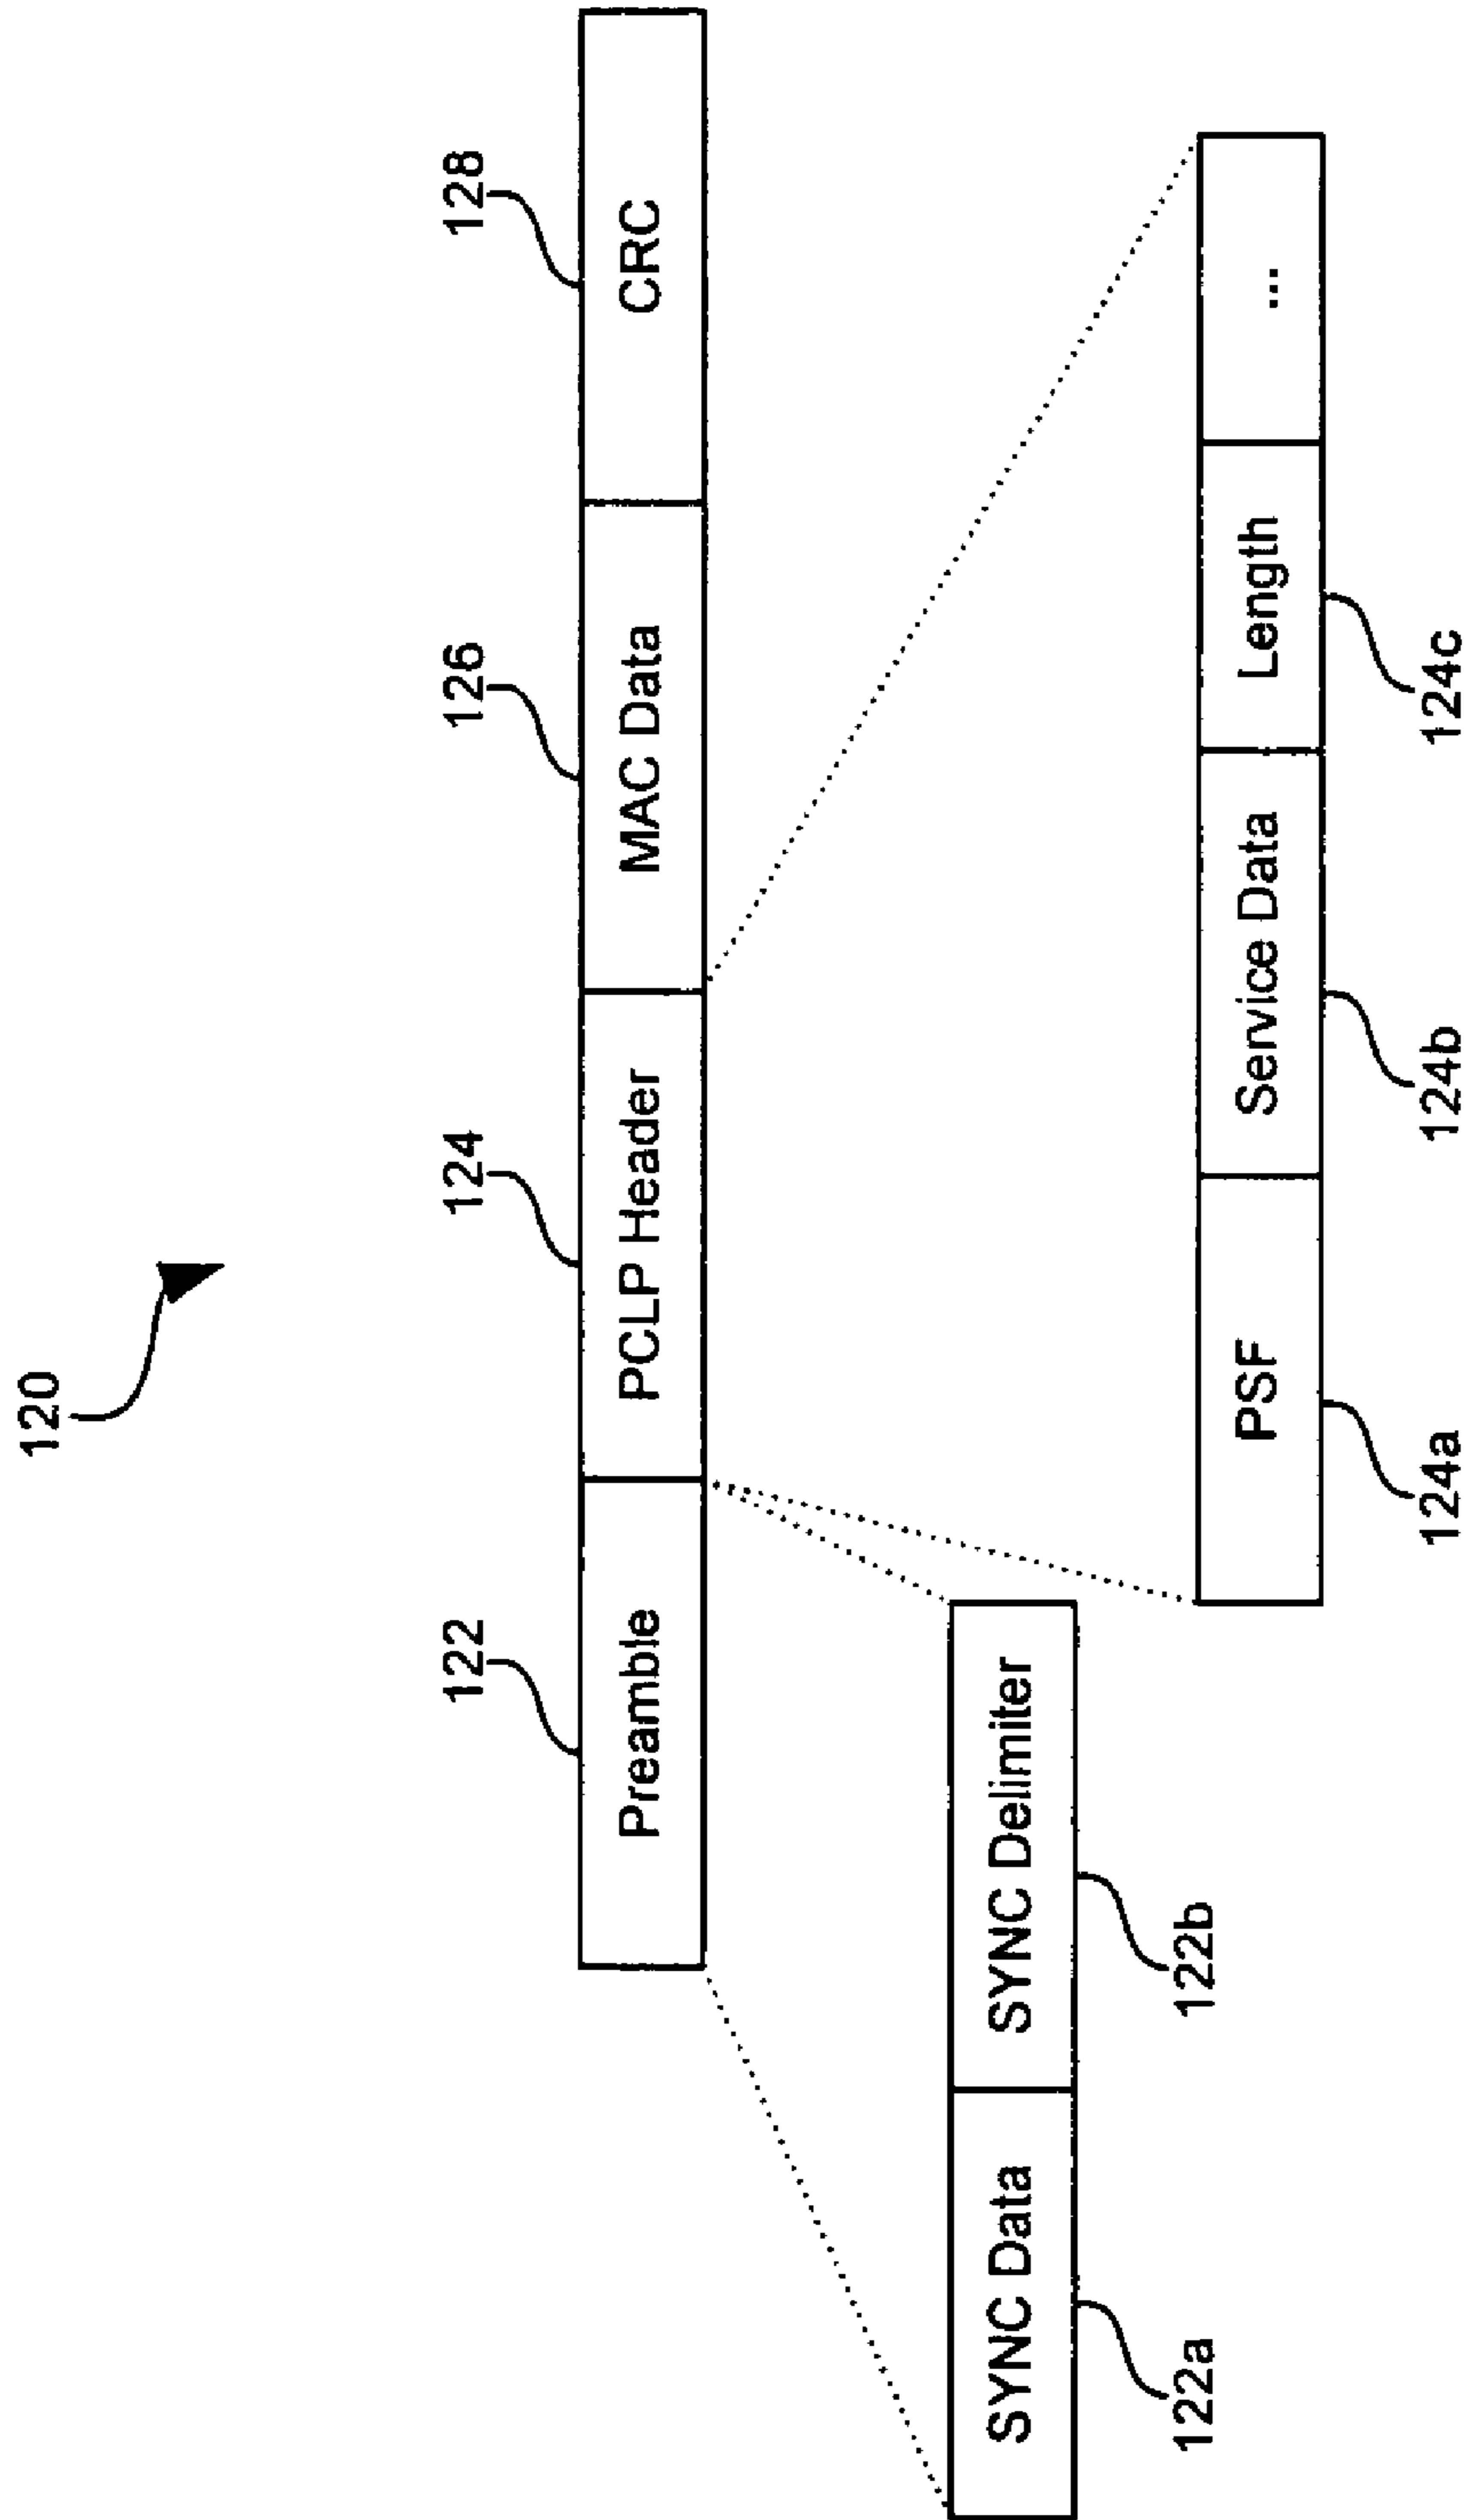 120
122
124
126
128
Preamble
PCLP Header
MAC Data
CRC
SYNC Data
SYNC Delimiter
122a
122b
PSF
Service Data
Length
...
124a
124b
124c